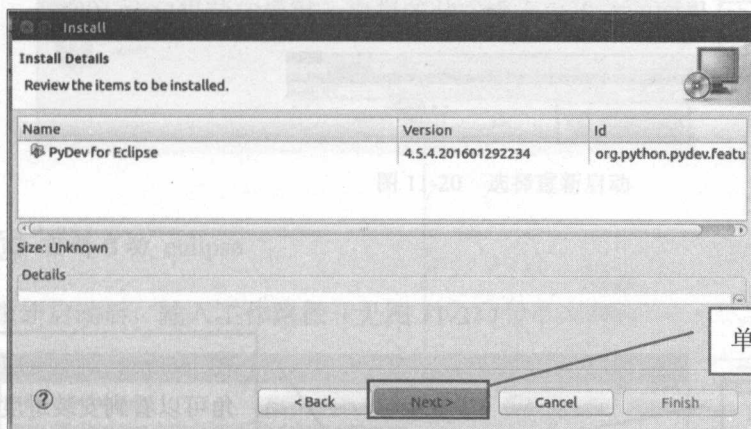 Install
Install Details
Review the items to be installed.
Name Version Id
PyDev for Eclipse 4.5.4.201601292234 org.python.pydev.featu
Size: Unknown
Details
单
< Back Next > Cancel Finish